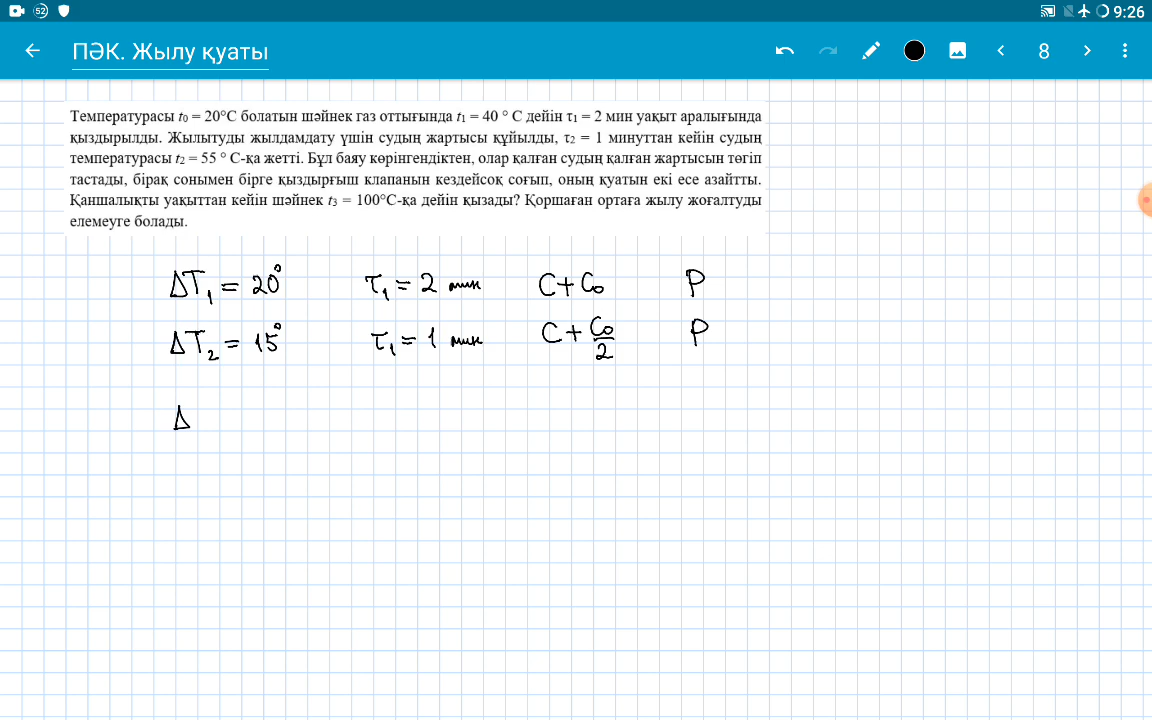 52 9:26
ПӘК. Жылу қуаты 8
Температурасы t0 = 20°С болатын шәйнек газ оттығында t1 = 40 ° С дейін τ1 = 2 мин уақыт аралығында
қыздырылды. Жылытуды жылдамдату үшін судың жартысы құйылды, τ2 = 1 минуттан кейін судың
температурасы t2 = 55 ° С-қа жетті. Бұл баяу көрінгендіктен, олар қалған судың қалған жартысын төгіп
тастады, бірақ сонымен бірге қыздырғыш клапанын кездейсоқ соғып, оның қуатын екі есе азайтты.
Қаншалықты уақыттан кейін шәйнек t3 = 100°С-қа дейін қызады? Қоршаған ортаға жылу жоғалтуды
елемеуге болады.
ΔT₁ = 20° τ₁ = 2 мин C + C₀ P
ΔT₂ = 15° τ₁ = 1 мин C + C₀/2 P
Δ